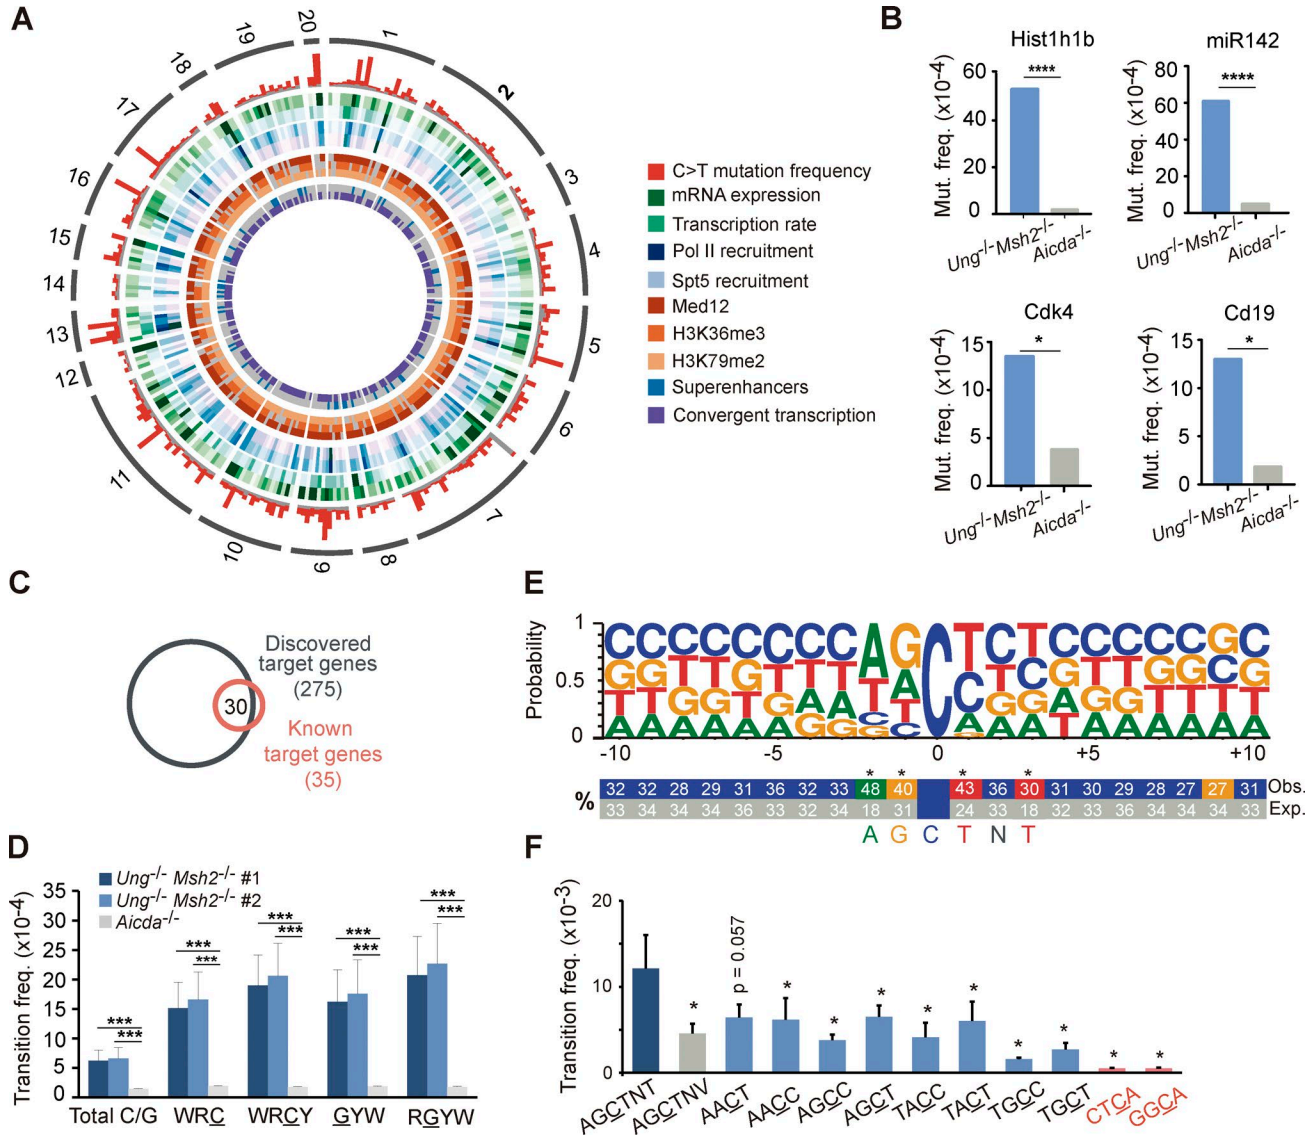 A
1
2
3
4
5
6
7
8
9
10
11
12
13
14
15
16
17
18
19
20
C>T mutation frequency
mRNA expression
Transcription rate
Pol II recruitment
Spt5 recruitment
Med12
H3K36me3
H3K79me2
Superenhancers
Convergent transcription
B
Hist1h1b
Mut. freq. (x10-4)
60
40
20
0
****
Ung-/-Msh2-/-
Aicda-/-
miR142
Mut. freq. (x10-4)
80
60
40
20
0
****
Ung-/-Msh2-/-
Aicda-/-
Cdk4
Mut. freq. (x10-4)
15
10
5
0
*
Ung-/-Msh2-/-
Aicda-/-
Cd19
Mut. freq. (x10-4)
15
10
5
0
*
Ung-/-Msh2-/-
Aicda-/-
C
Discovered
target genes
(275)
30
Known
target genes
(35)
D
Ung-/- Msh2-/- #1
Ung-/- Msh2-/- #2
Aicda-/-
Transition freq. (x10-4)
35
30
25
20
15
10
5
0
*** *** *** *** ***
*** *** *** *** ***
Total C/G WRC WRCY GYW RGYW
E
Probability
1
0.5
0
C C C C C C C C A G C T C T C C C C C G C
G G T T G T C T T T A C T C G T T G G C G
T T G G T G A A C T G G A G G T T T T
A A A A A A G G G C A G A A T A A A A A A
-10 -5 0 +5 +10
* * * *
% 32 32 28 29 31 36 32 33 48 40 43 36 30 31 30 29 28 27 27 31 Obs.
33 34 34 34 36 34 33 34 18 31 24 33 18 32 33 34 36 34 34 33 Exp.
A G C T N T
F
Transition freq. (x10-3)
20
10
0
p = 0.057
* * * * * * * * * *
AGCTNT
AGCTNV
AACT
AACC
AGCC
AGCT
TACC
TACT
TGCC
TGCT
CTCA
GGCA